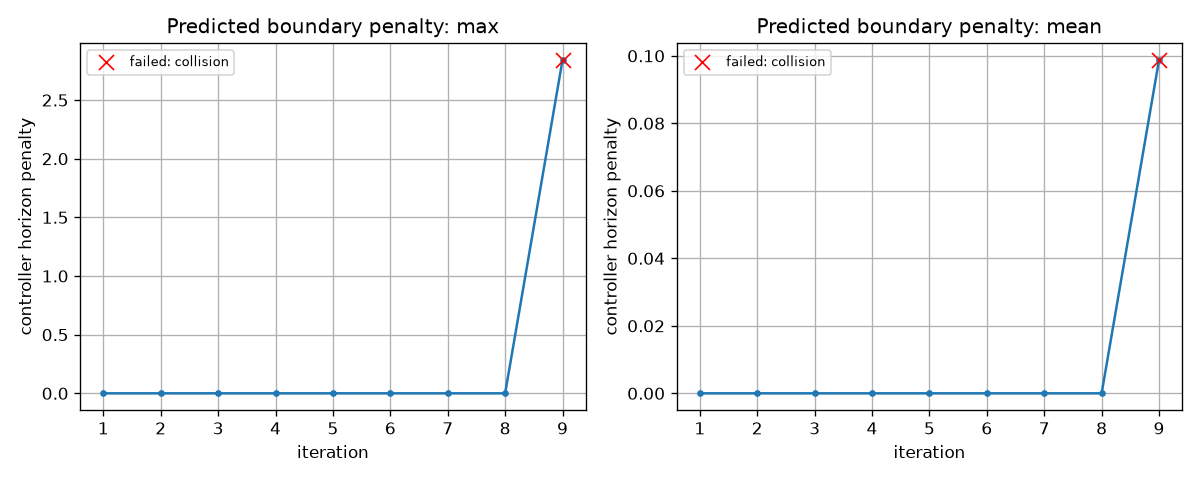 Predicted boundary penalty: max
failed: collision
controller horizon penalty
2.5
2.0
1.5
1.0
0.5
0.0
1 2 3 4 5 6 7 8 9
iteration
Predicted boundary penalty: mean
failed: collision
controller horizon penalty
0.10
0.08
0.06
0.04
0.02
0.00
1 2 3 4 5 6 7 8 9
iteration